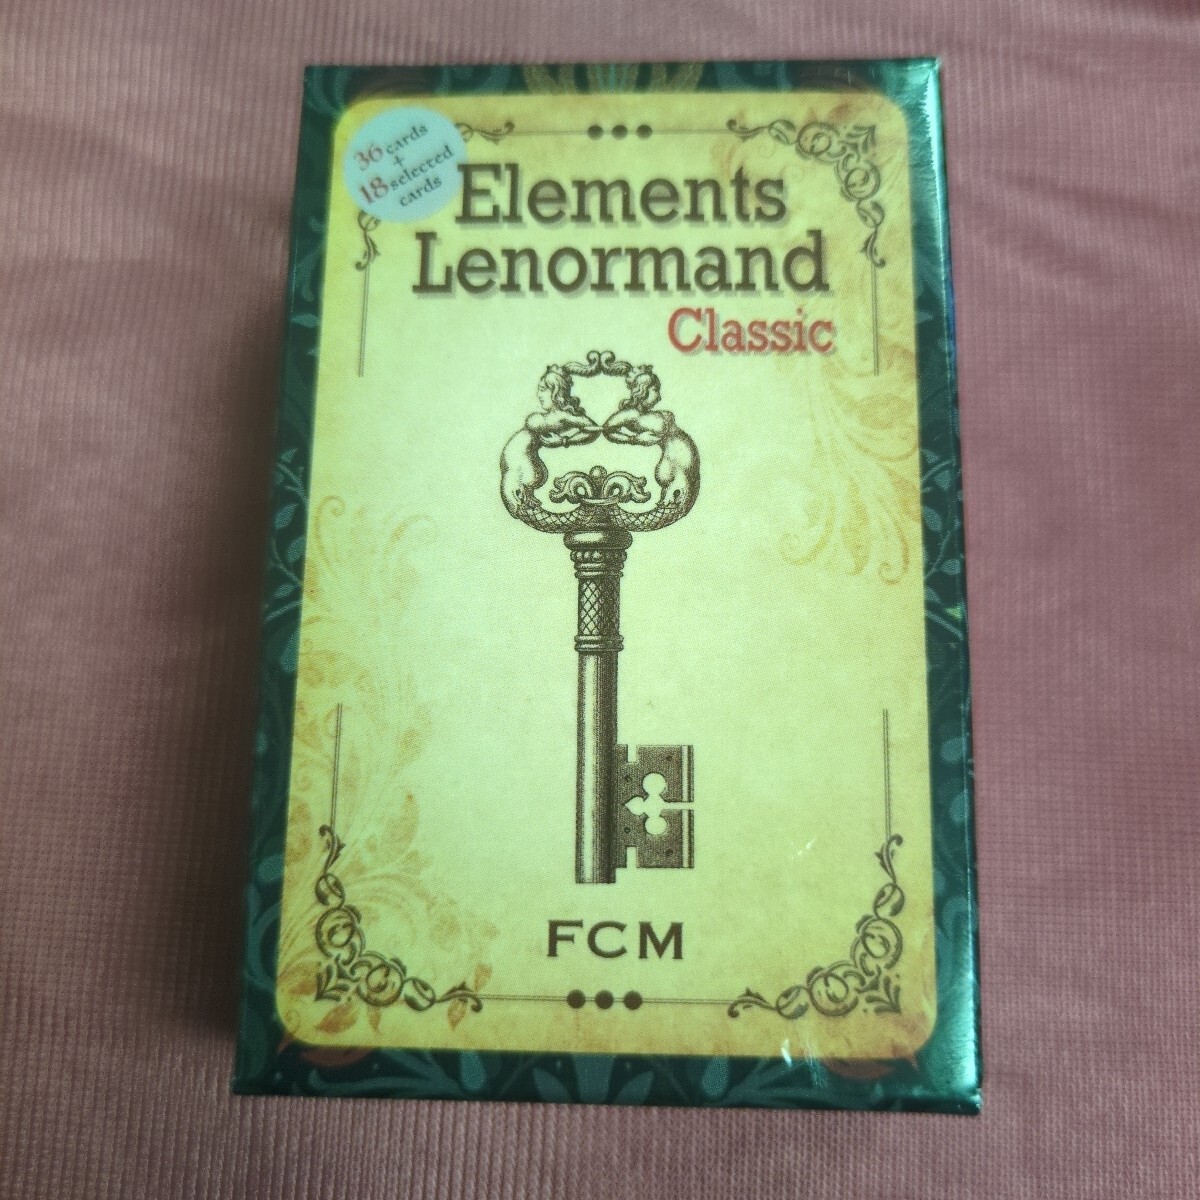 36 cards
+
18 selected
cards
Elements
Lenormand
Classic
FCM